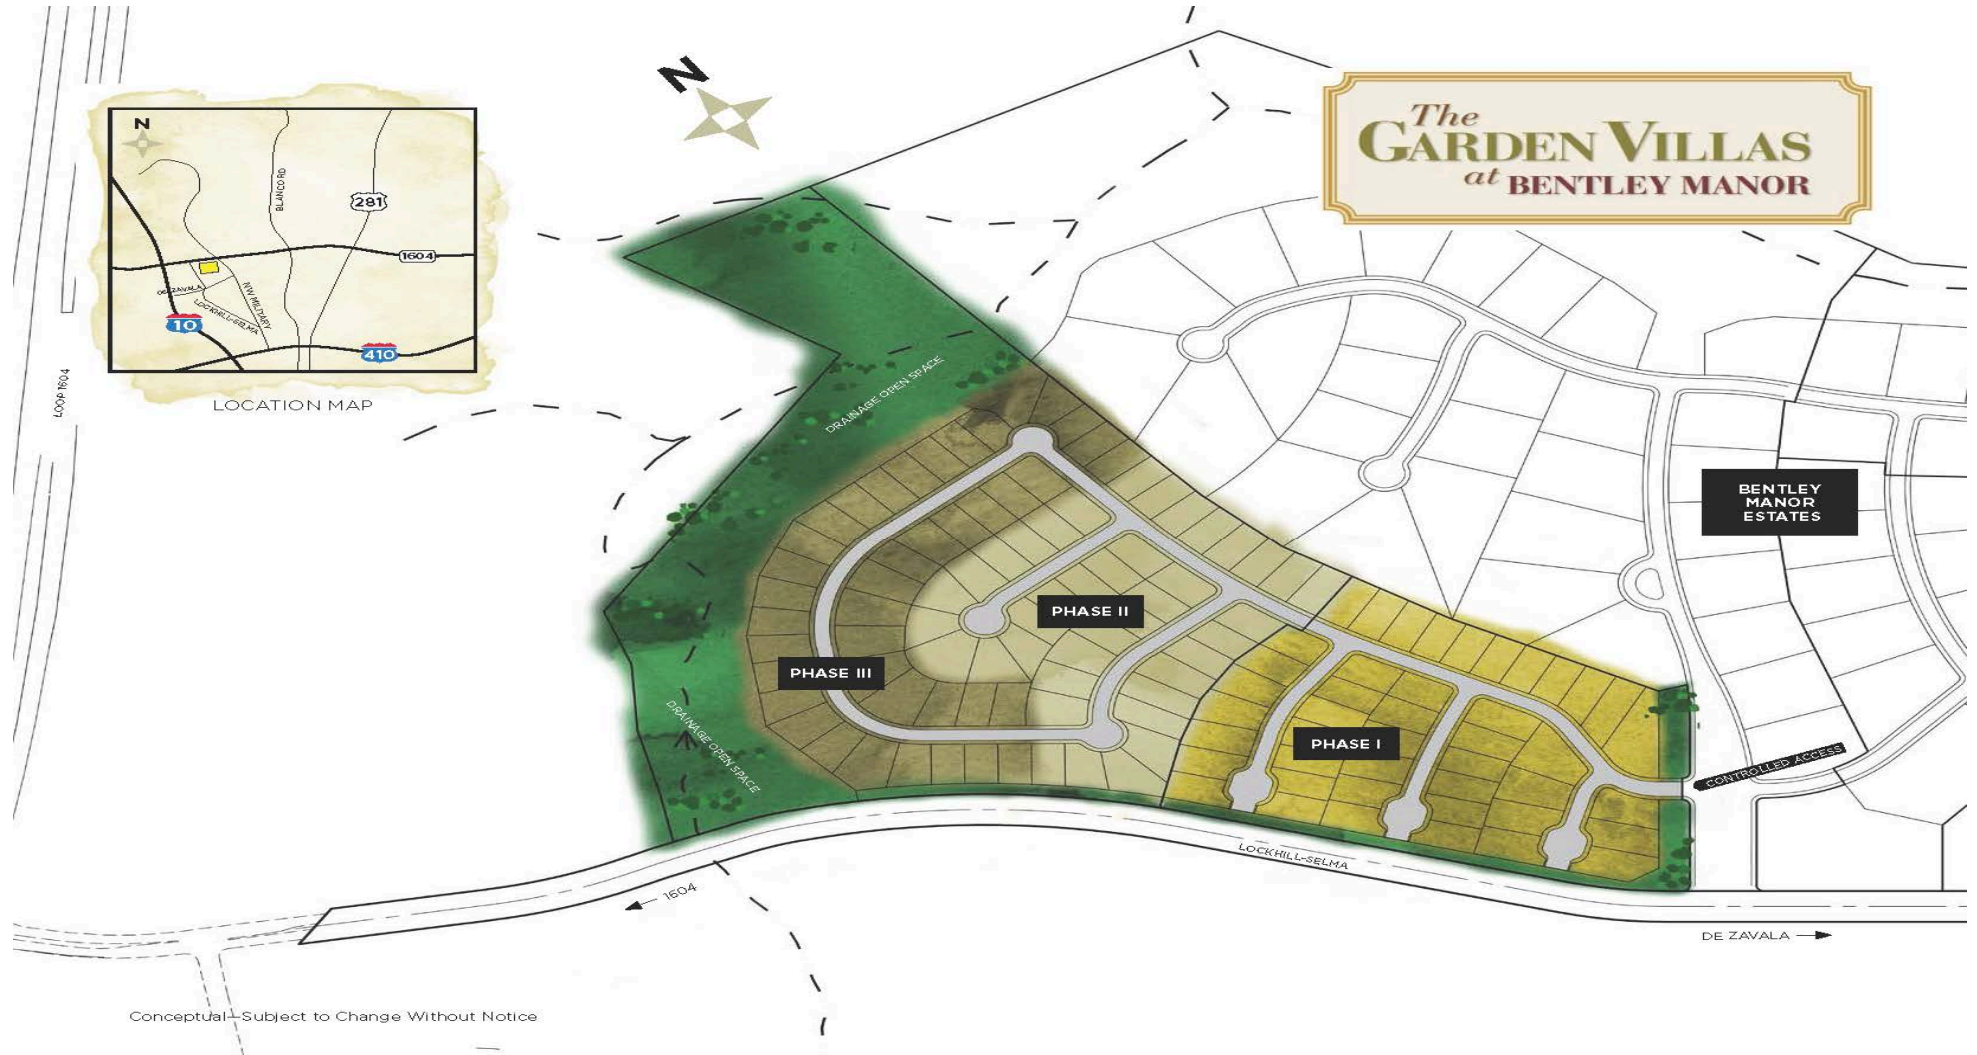 N
The
GARDEN VILLAS
at BENTLEY MANOR
N
BLANCO RD
281
1604
DE ZAVALA
NW MILITARY
LOCKHILL-SELMA
10
410
LOCATION MAP
LOOP 1604
DRAINAGE OPEN SPACE
BENTLEY
MANOR
ESTATES
PHASE II
PHASE III
DRAINAGE OPEN SPACE
PHASE I
CONTROLLED ACCESS
LOCKHILL-SELMA
1604
DE ZAVALA
Conceptual—Subject to Change Without Notice